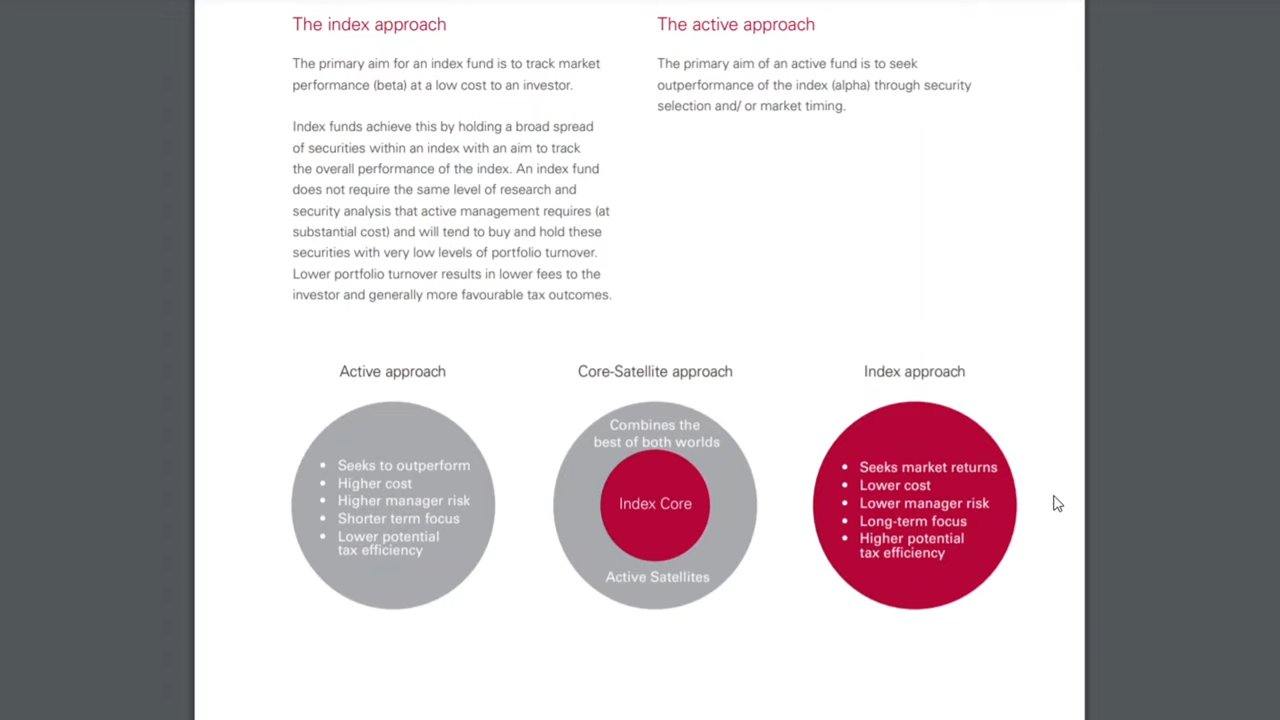 The index approach
The primary aim for an index fund is to track market
performance (beta) at a low cost to an investor.
Index funds achieve this by holding a broad spread
of securities within an index with an aim to track
the overall performance of the index. An index fund
does not require the same level of research and
security analysis that active management requires (at
substantial cost) and will tend to buy and hold these
securities with very low levels of portfolio turnover.
Lower portfolio turnover results in lower fees to the
investor and generally more favourable tax outcomes.
The active approach
The primary aim of an active fund is to seek
outperformance of the index (alpha) through security
selection and/ or market timing.
Active approach
• Seeks to outperform
• Higher cost
• Higher manager risk
• Shorter term focus
• Lower potential
tax efficiency
Core-Satellite approach
Combines the
best of both worlds
Index Core
Active Satellites
Index approach
• Seeks market returns
• Lower cost
• Lower manager risk
• Long-term focus
• Higher potential
tax efficiency